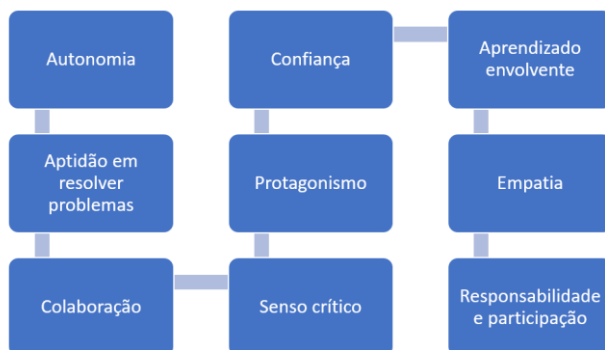 Autonomia
Aptidão em
resolver
problemas
Colaboração
Senso crítico
Protagonismo
Confiança
Aprendizado
envolvente
Empatia
Responsabilidade
e participação